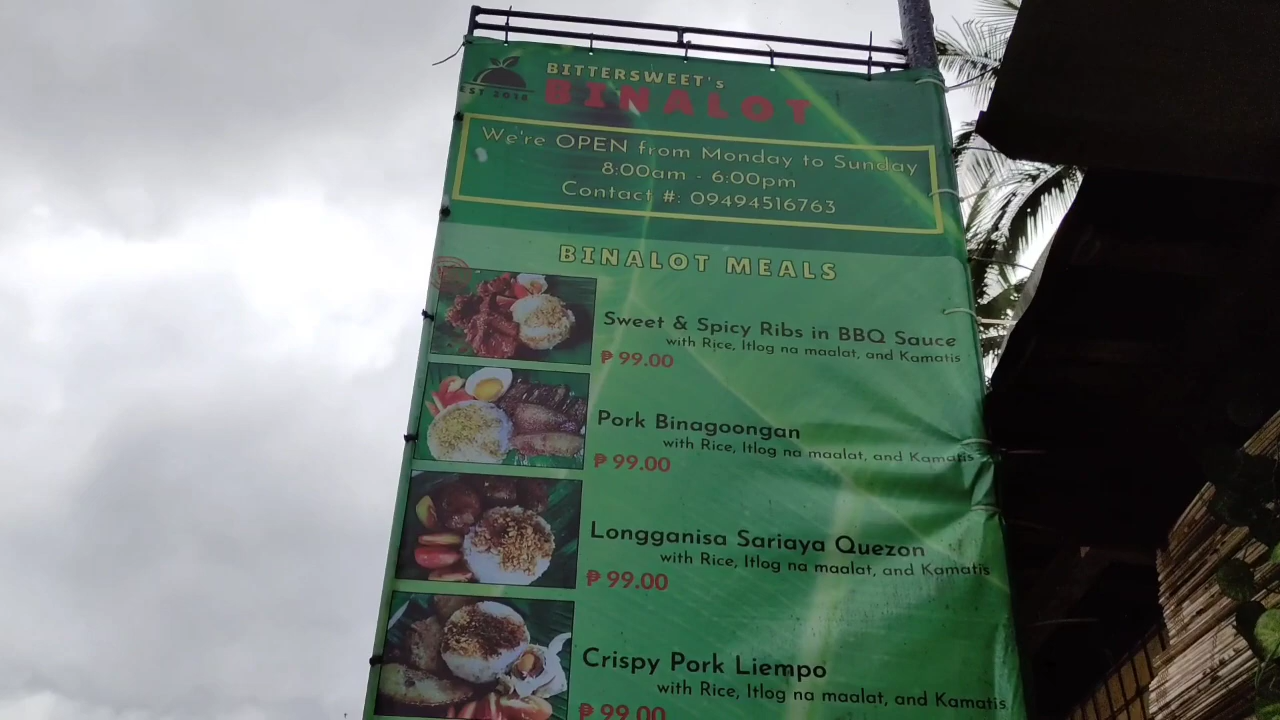 EST 2018
BITTERSWEET's
BINALOT
We're OPEN from Monday to Sunday
8:00am - 6:00pm
Contact #: 09494516763
BINALOT MEALS
Sweet & Spicy Ribs in BBQ Sauce
with Rice, Itlog na maalat, and Kamatis
₱ 99.00
Pork Binagoongan
with Rice, Itlog na maalat, and Kamatis
₱ 99.00
Longganisa Sariaya Quezon
with Rice, Itlog na maalat, and Kamatis
₱ 99.00
Crispy Pork Liempo
with Rice, Itlog na maalat, and Kamatis
₱ 99.00